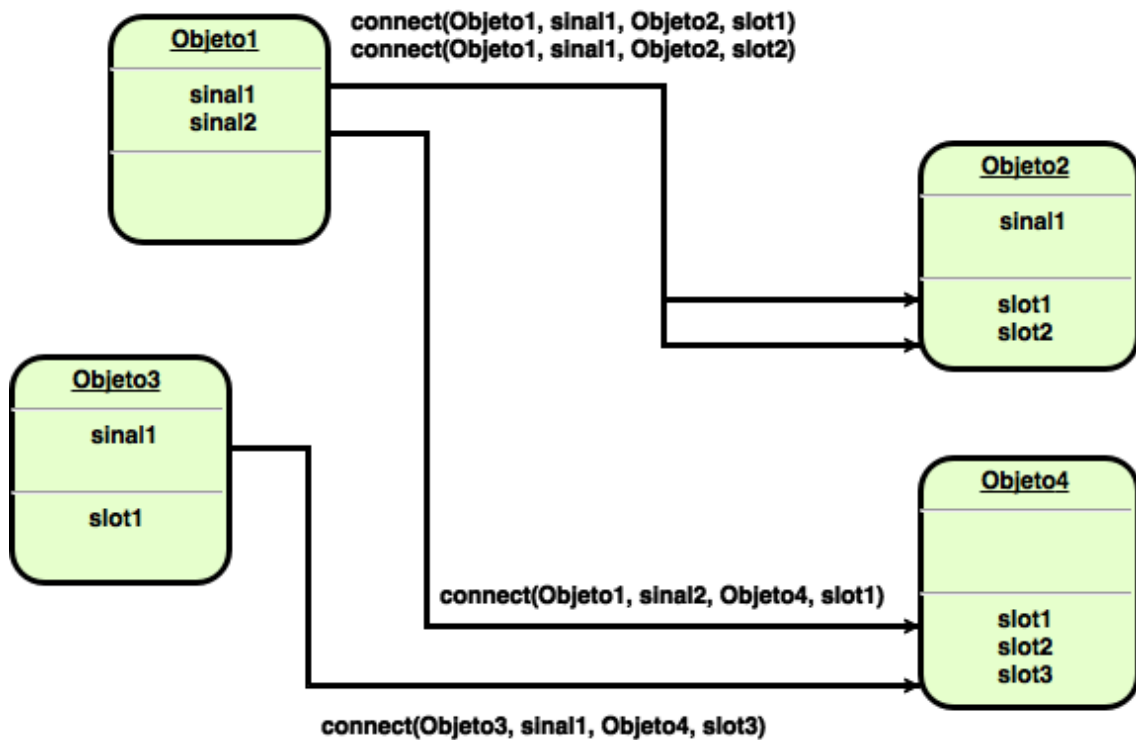 connect(Objeto1, sinal1, Objeto2, slot1)
connect(Objeto1, sinal1, Objeto2, slot2)
Objeto1
sinal1
sinal2
Objeto2
sinal1
slot1
slot2
Objeto3
sinal1
slot1
Objeto4
slot1
slot2
slot3
connect(Objeto1, sinal2, Objeto4, slot1)
connect(Objeto3, sinal1, Objeto4, slot3)